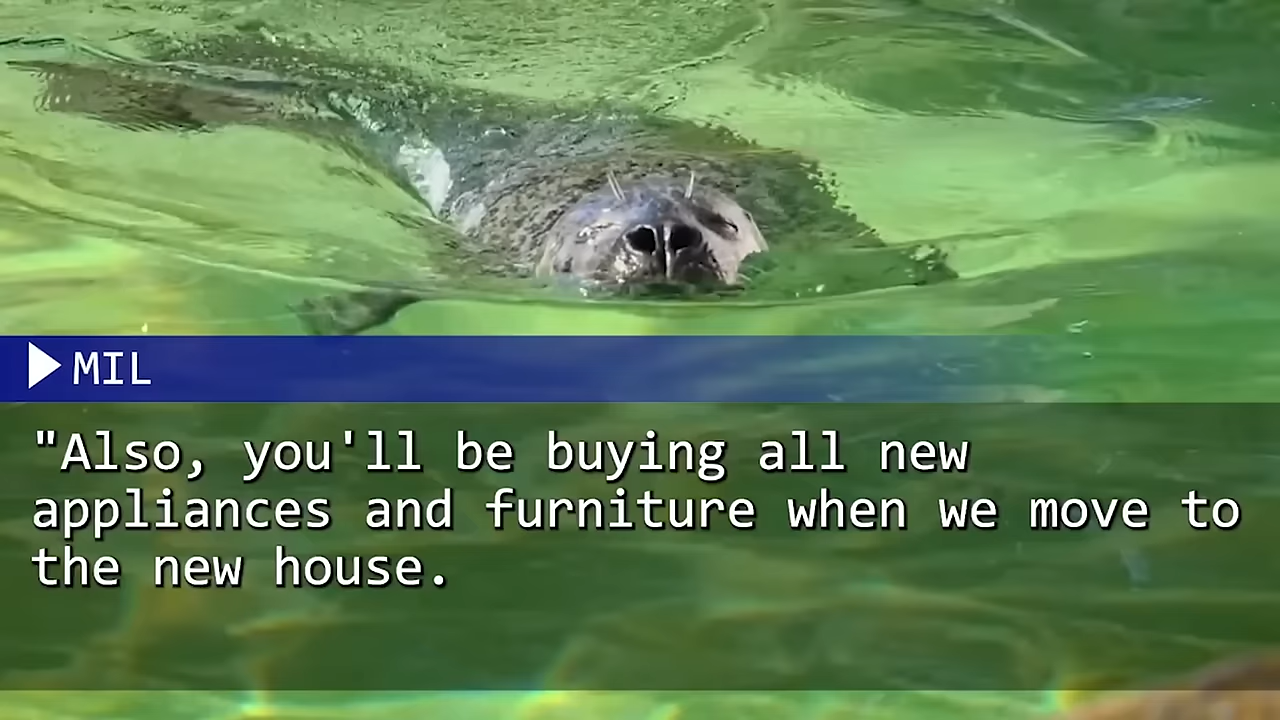 MIL
"Also, you'll be buying all new
appliances and furniture when we move to
the new house.